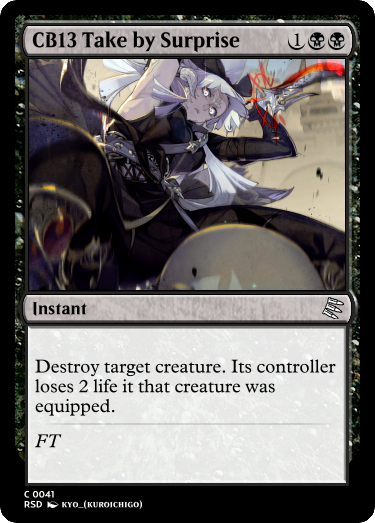 CB13 Take by Surprise 1
Instant
Destroy target creature. Its controller
loses 2 life it that creature was
equipped.
FT
C 0041
RSD KYO_(KUROICHIGO)